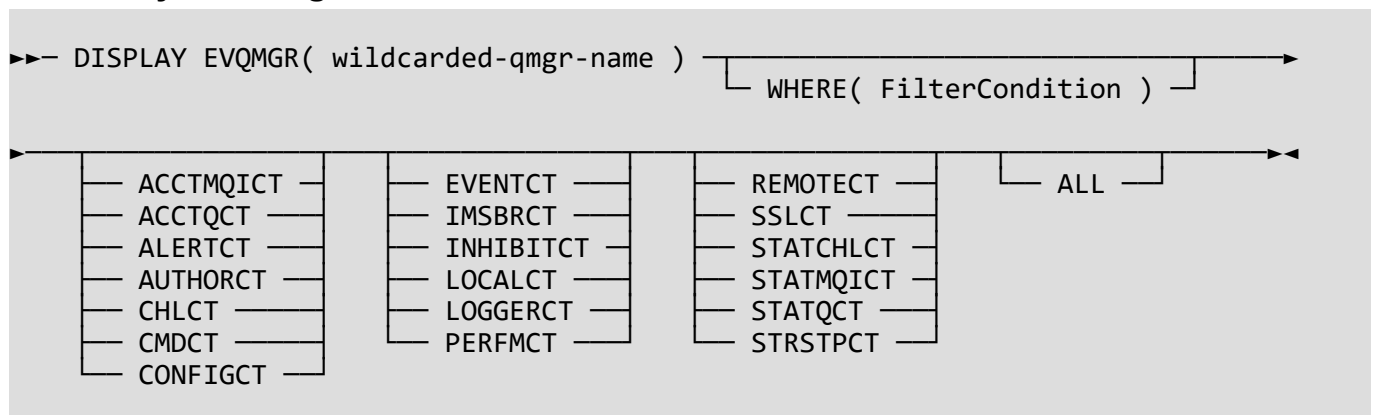 DISPLAY EVQMGR( wildcarded-qmgr-name )
WHERE( FilterCondition )
ACCTMQICT EVENTCT REMOTECT ALL
ACCTQCT IMSBRCT SSLCT
ALERTCT INHIBITCT STATCHLCT
AUTHORCT LOCALCT STATMQICT
CHLCT LOGGERCT STATQCT
CMDCT PERFMCT STRSTPCT
CONFIGCT